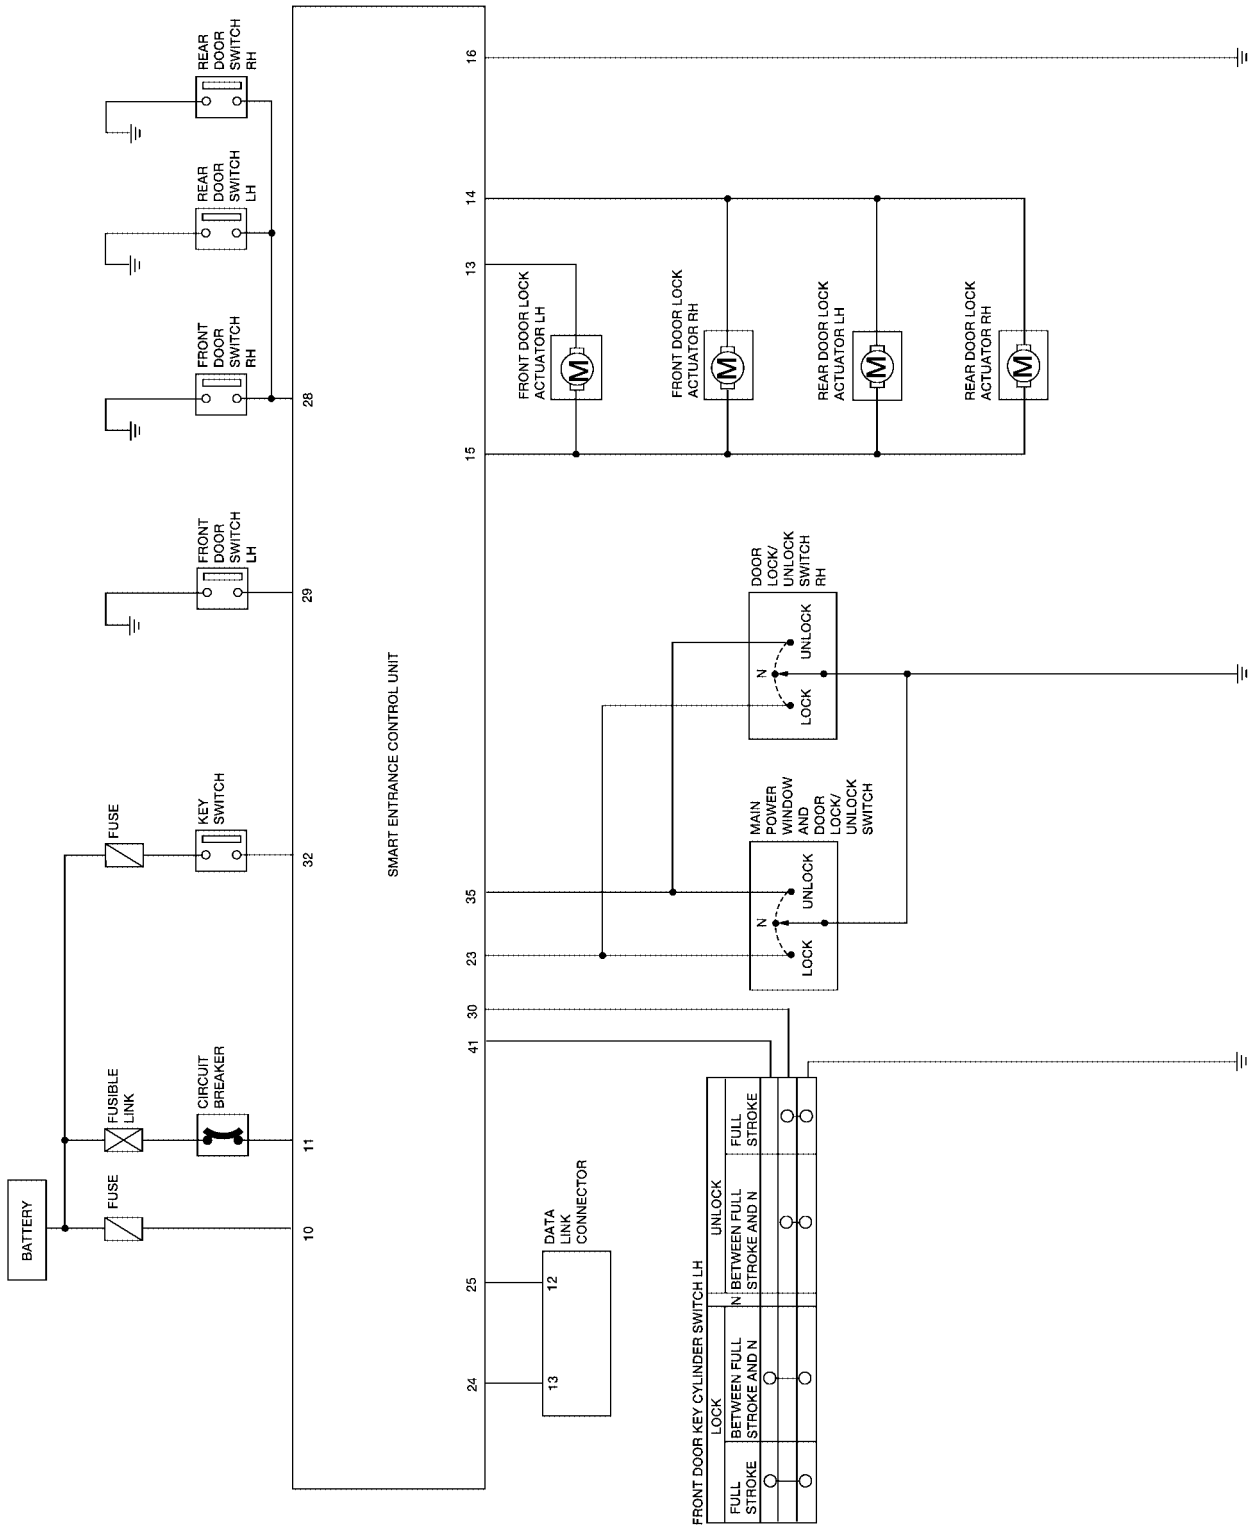 BATTERY
FUSE
FUSIBLE
LINK
CIRCUIT
BREAKER
FUSE
KEY
SWITCH
FRONT
DOOR
SWITCH
LH
FRONT
DOOR
SWITCH
RH
REAR
DOOR
SWITCH
LH
REAR
DOOR
SWITCH
RH
10
11
32
29
28
SMART ENTRANCE CONTROL UNIT
24
25
41
30
23
35
15
13
14
16
13
12
DATA
LINK
CONNECTOR
FRONT DOOR LOCK
ACTUATOR LH
M
FRONT DOOR LOCK
ACTUATOR RH
M
REAR DOOR LOCK
ACTUATOR LH
M
REAR DOOR LOCK
ACTUATOR RH
M
MAIN
POWER
WINDOW
AND
DOOR
LOCK/
UNLOCK
SWITCH
N
LOCK
UNLOCK
DOOR
LOCK/
UNLOCK
SWITCH
RH
N
LOCK
UNLOCK
FRONT DOOR KEY CYLINDER SWITCH LH
LOCK
UNLOCK
FULL
STROKE
BETWEEN FULL
STROKE AND N
N
BETWEEN FULL
STROKE AND N
FULL
STROKE